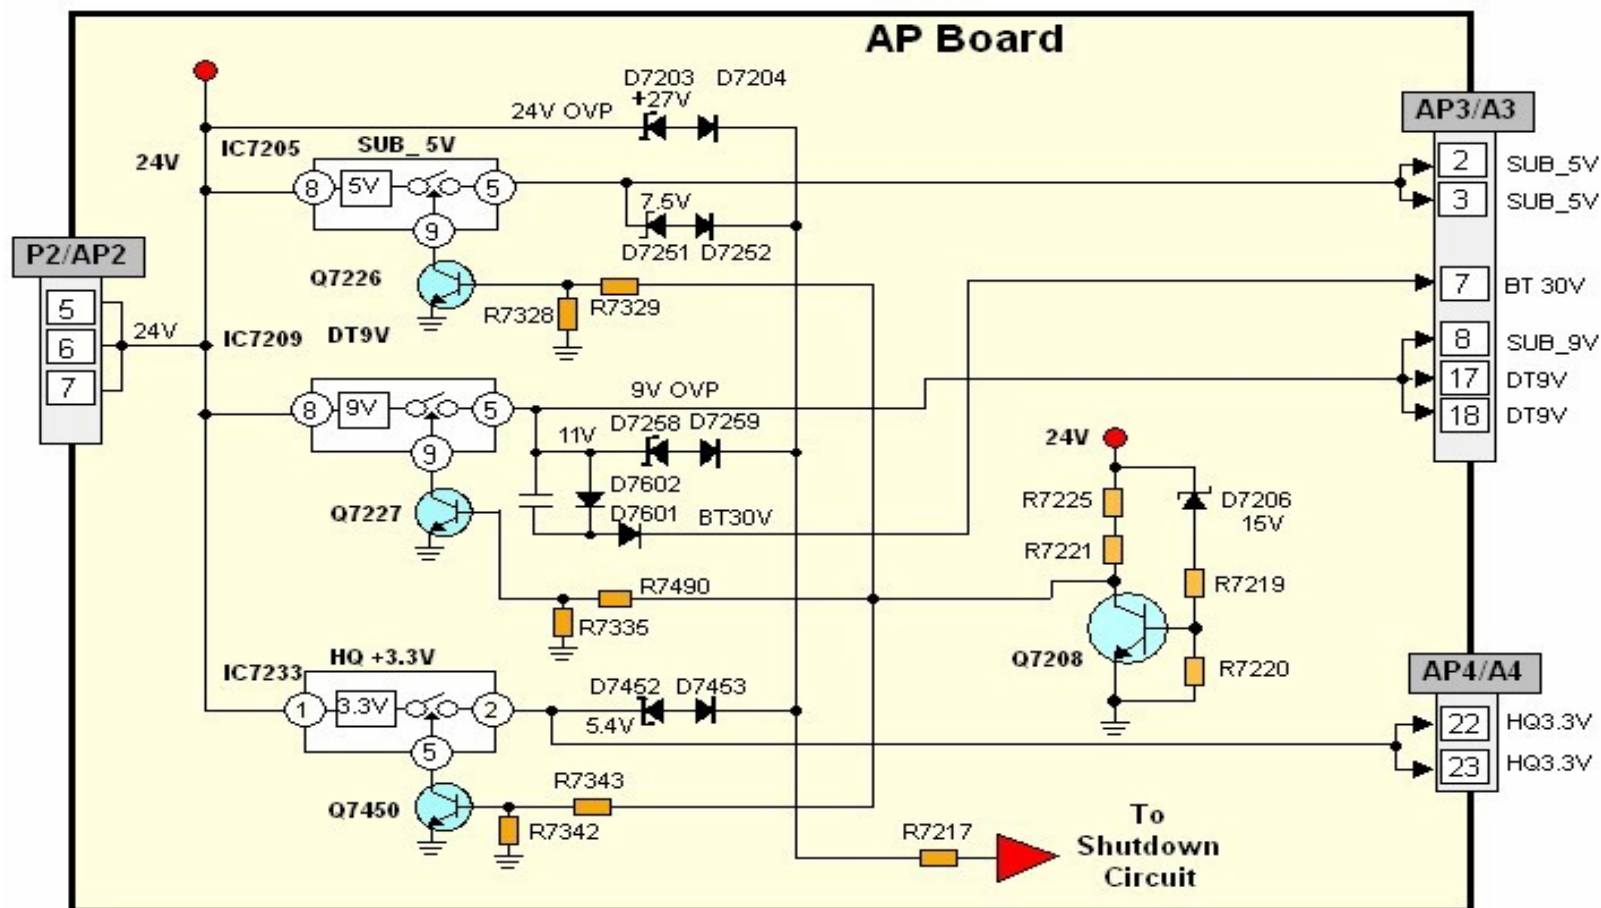 AP Board
D7203 D7204
+27V
24V OVP
AP3/A3
24V
IC7205
SUB_ 5V
8
5V
5
9
2
SUB_5V
3
SUB_5V
7.5V
D7251 D7252
P2/AP2
Q7226
R7328
R7329
7
BT 30V
5
6
7
24V
IC7209
DT9V
8
SUB_9V
17
DT9V
18
DT9V
9V OVP
8
9V
5
9
11V
D7258 D7259
D7602
D7601
BT30V
Q7227
24V
R7225
D7206
15V
R7221
R7219
R7490
R7335
Q7208
R7220
IC7233
HQ +3.3V
1
3.3V
2
5
D7452 D7453
5.4V
AP4/A4
22
HQ3.3V
23
HQ3.3V
R7343
Q7450
R7342
R7217
To
Shutdown
Circuit